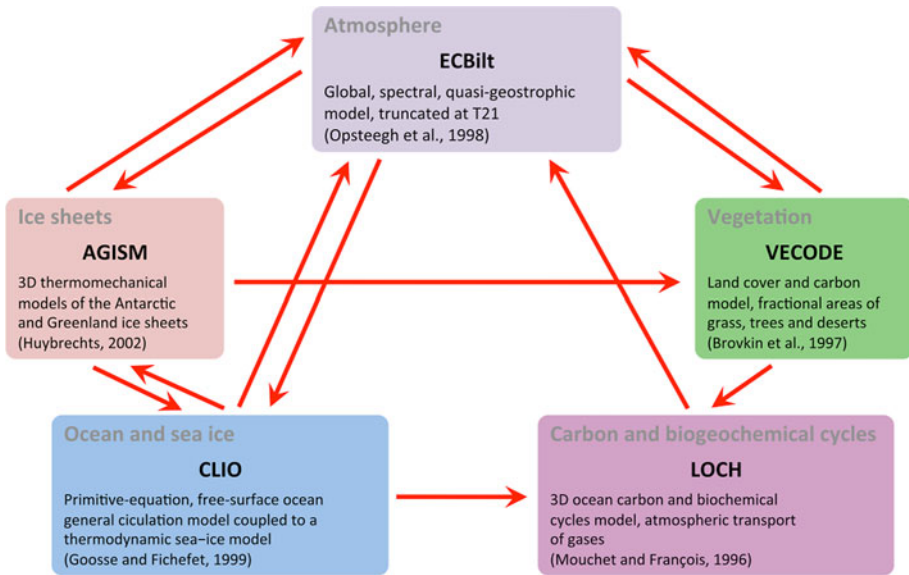 Atmosphere
ECBilt
Global, spectral, quasi-geostrophic
model, truncated at T21
(Opsteegh et al., 1998)
Ice sheets
AGISM
3D thermomechanical
models of the Antarctic
and Greenland ice sheets
(Huybrechts, 2002)
Vegetation
VECODE
Land cover and carbon
model, fractional areas of
grass, trees and deserts
(Brovkin et al., 1997)
Ocean and sea ice
CLIO
Primitive-equation, free-surface ocean
general ciculation model coupled to a
thermodynamic sea-ice model
(Goosse and Fichefet, 1999)
Carbon and biogeochemical cycles
LOCH
3D ocean carbon and biochemical
cycles model, atmospheric transport
of gases
(Mouchet and François, 1996)